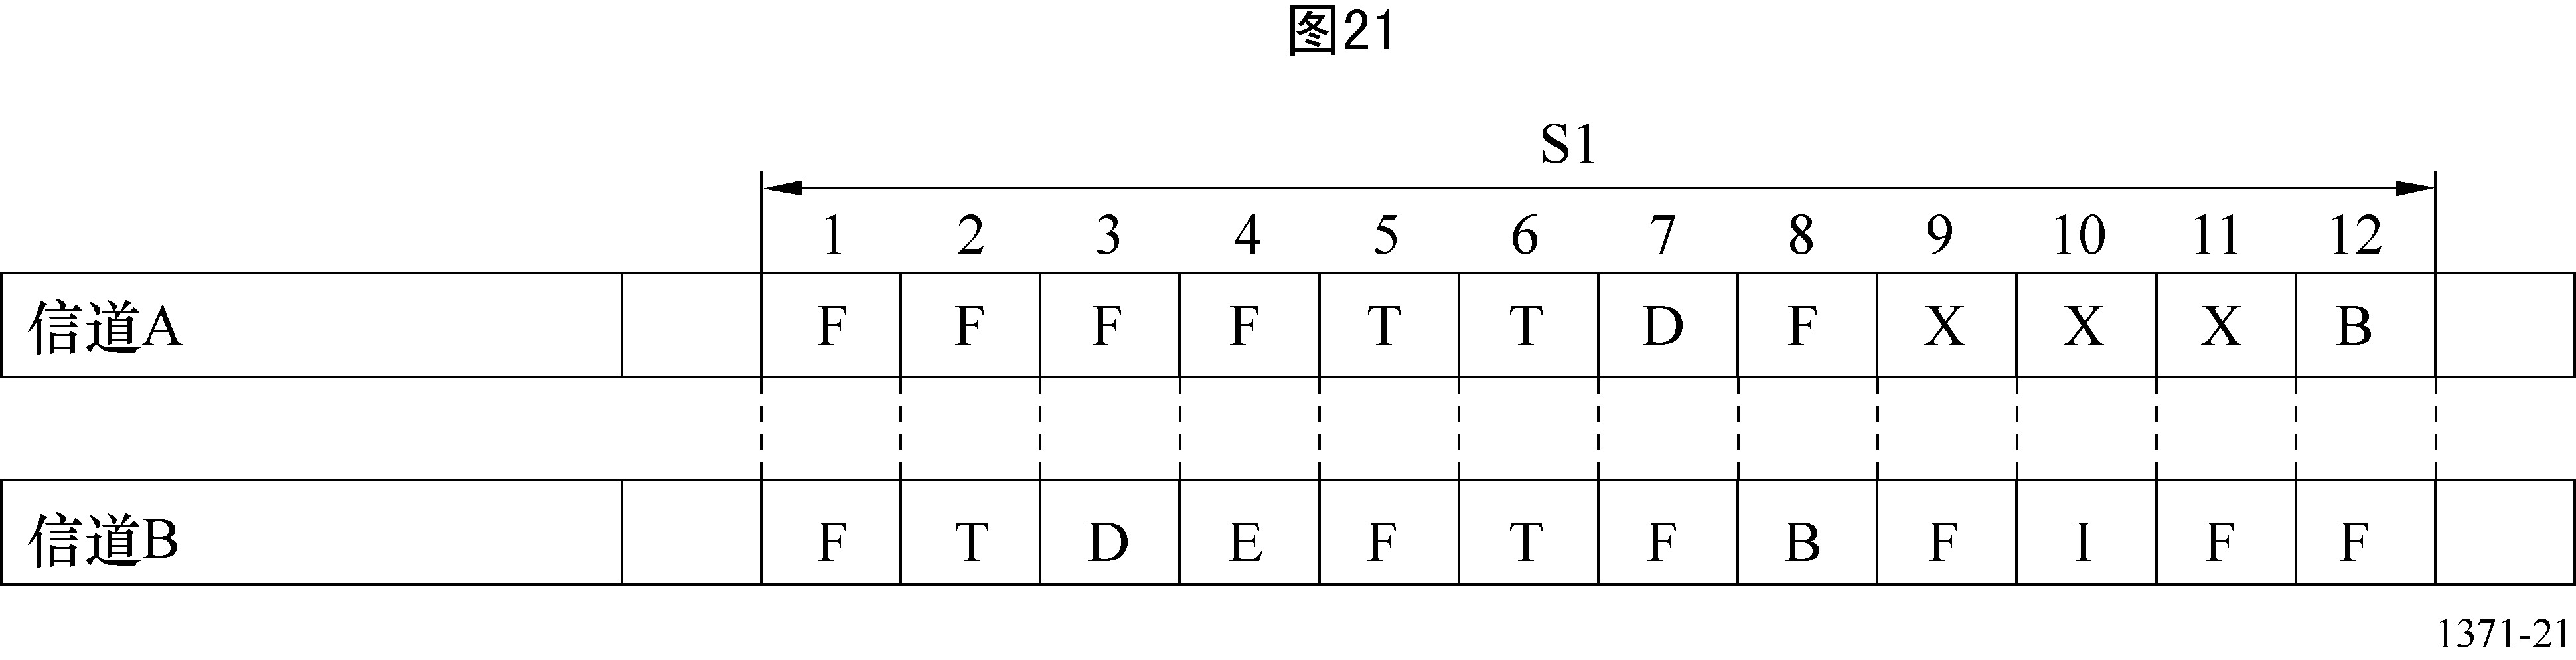 图21
S1
1 2 3 4 5 6 7 8 9 10 11 12
信道A F F F F T T D F X X X B
信道B F T D E F T F B F I F F
1371-21